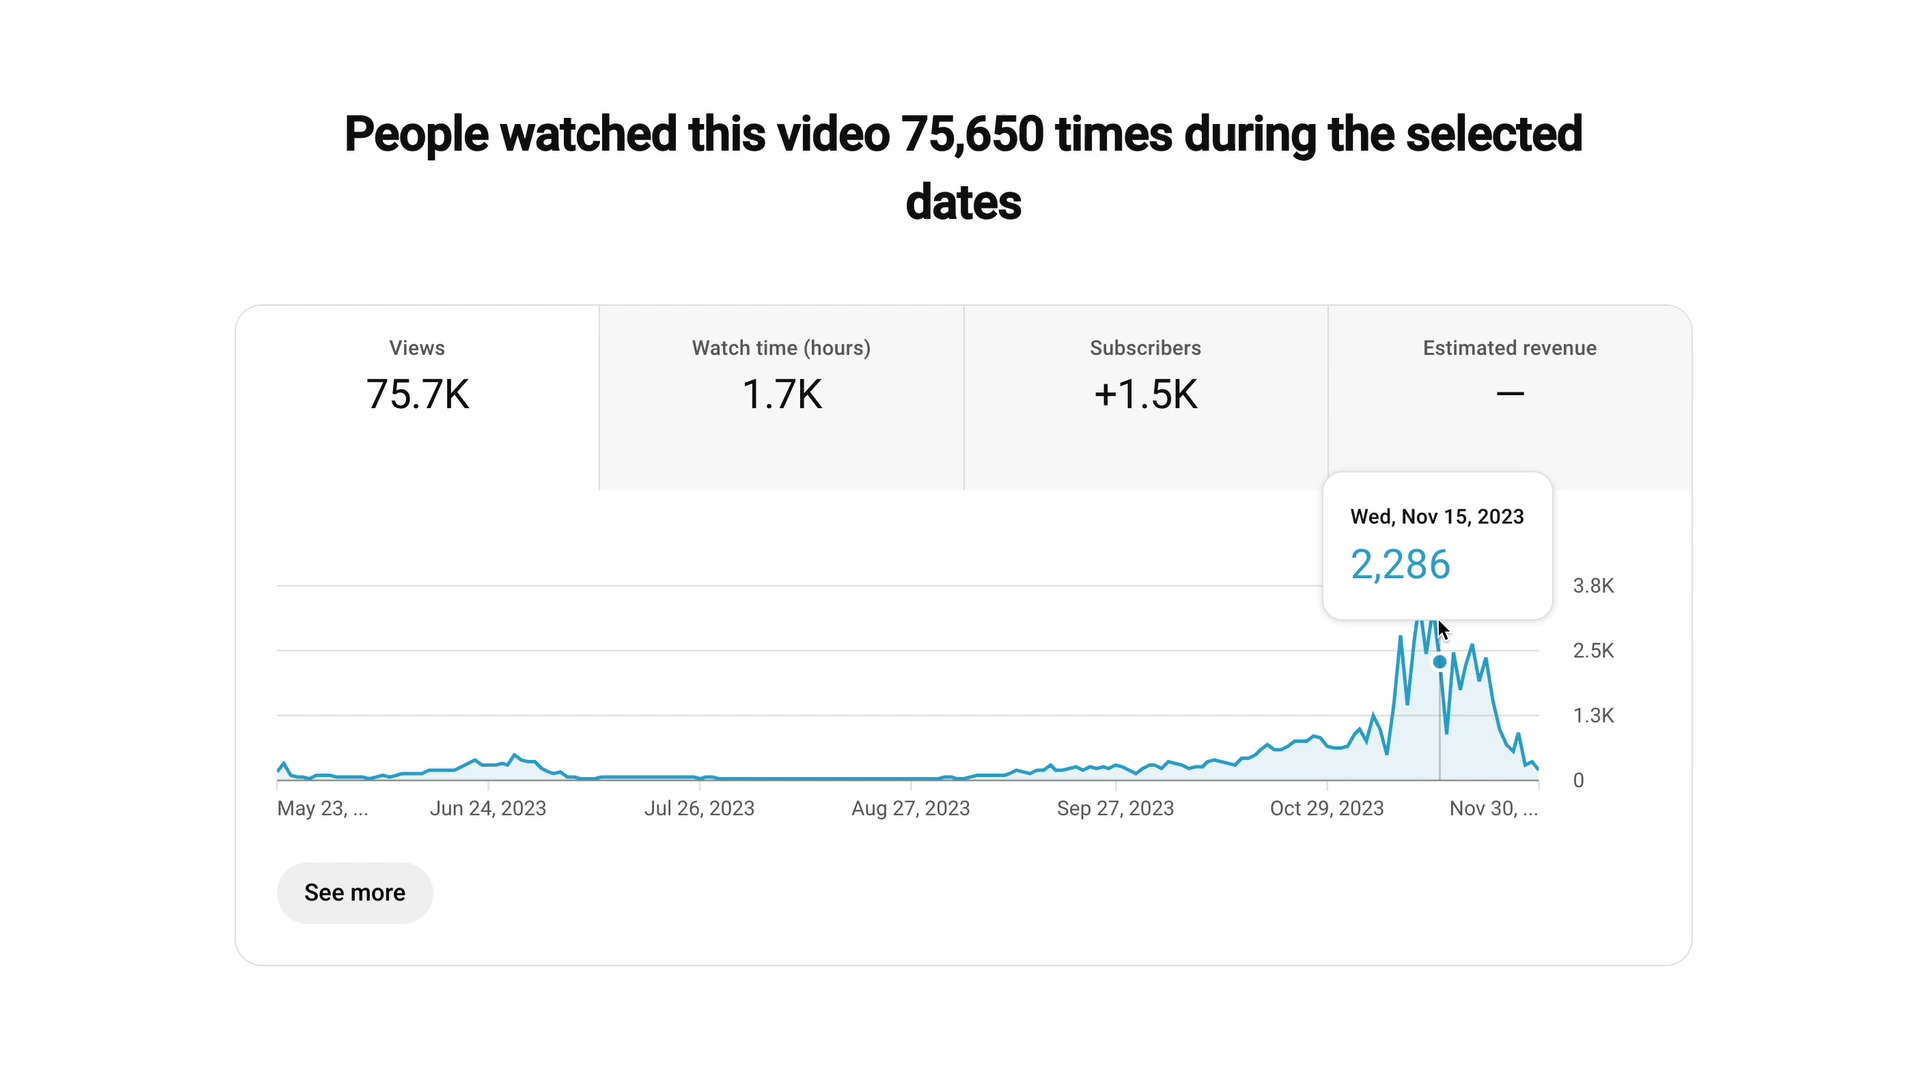 People watched this video 75,650 times during the selected
dates
Views
75.7K
Watch time (hours)
1.7K
Subscribers
+1.5K
Estimated revenue
—
Wed, Nov 15, 2023
2,286
3.8K
2.5K
1.3K
0
May 23, ...
Jun 24, 2023
Jul 26, 2023
Aug 27, 2023
Sep 27, 2023
Oct 29, 2023
Nov 30, ...
See more